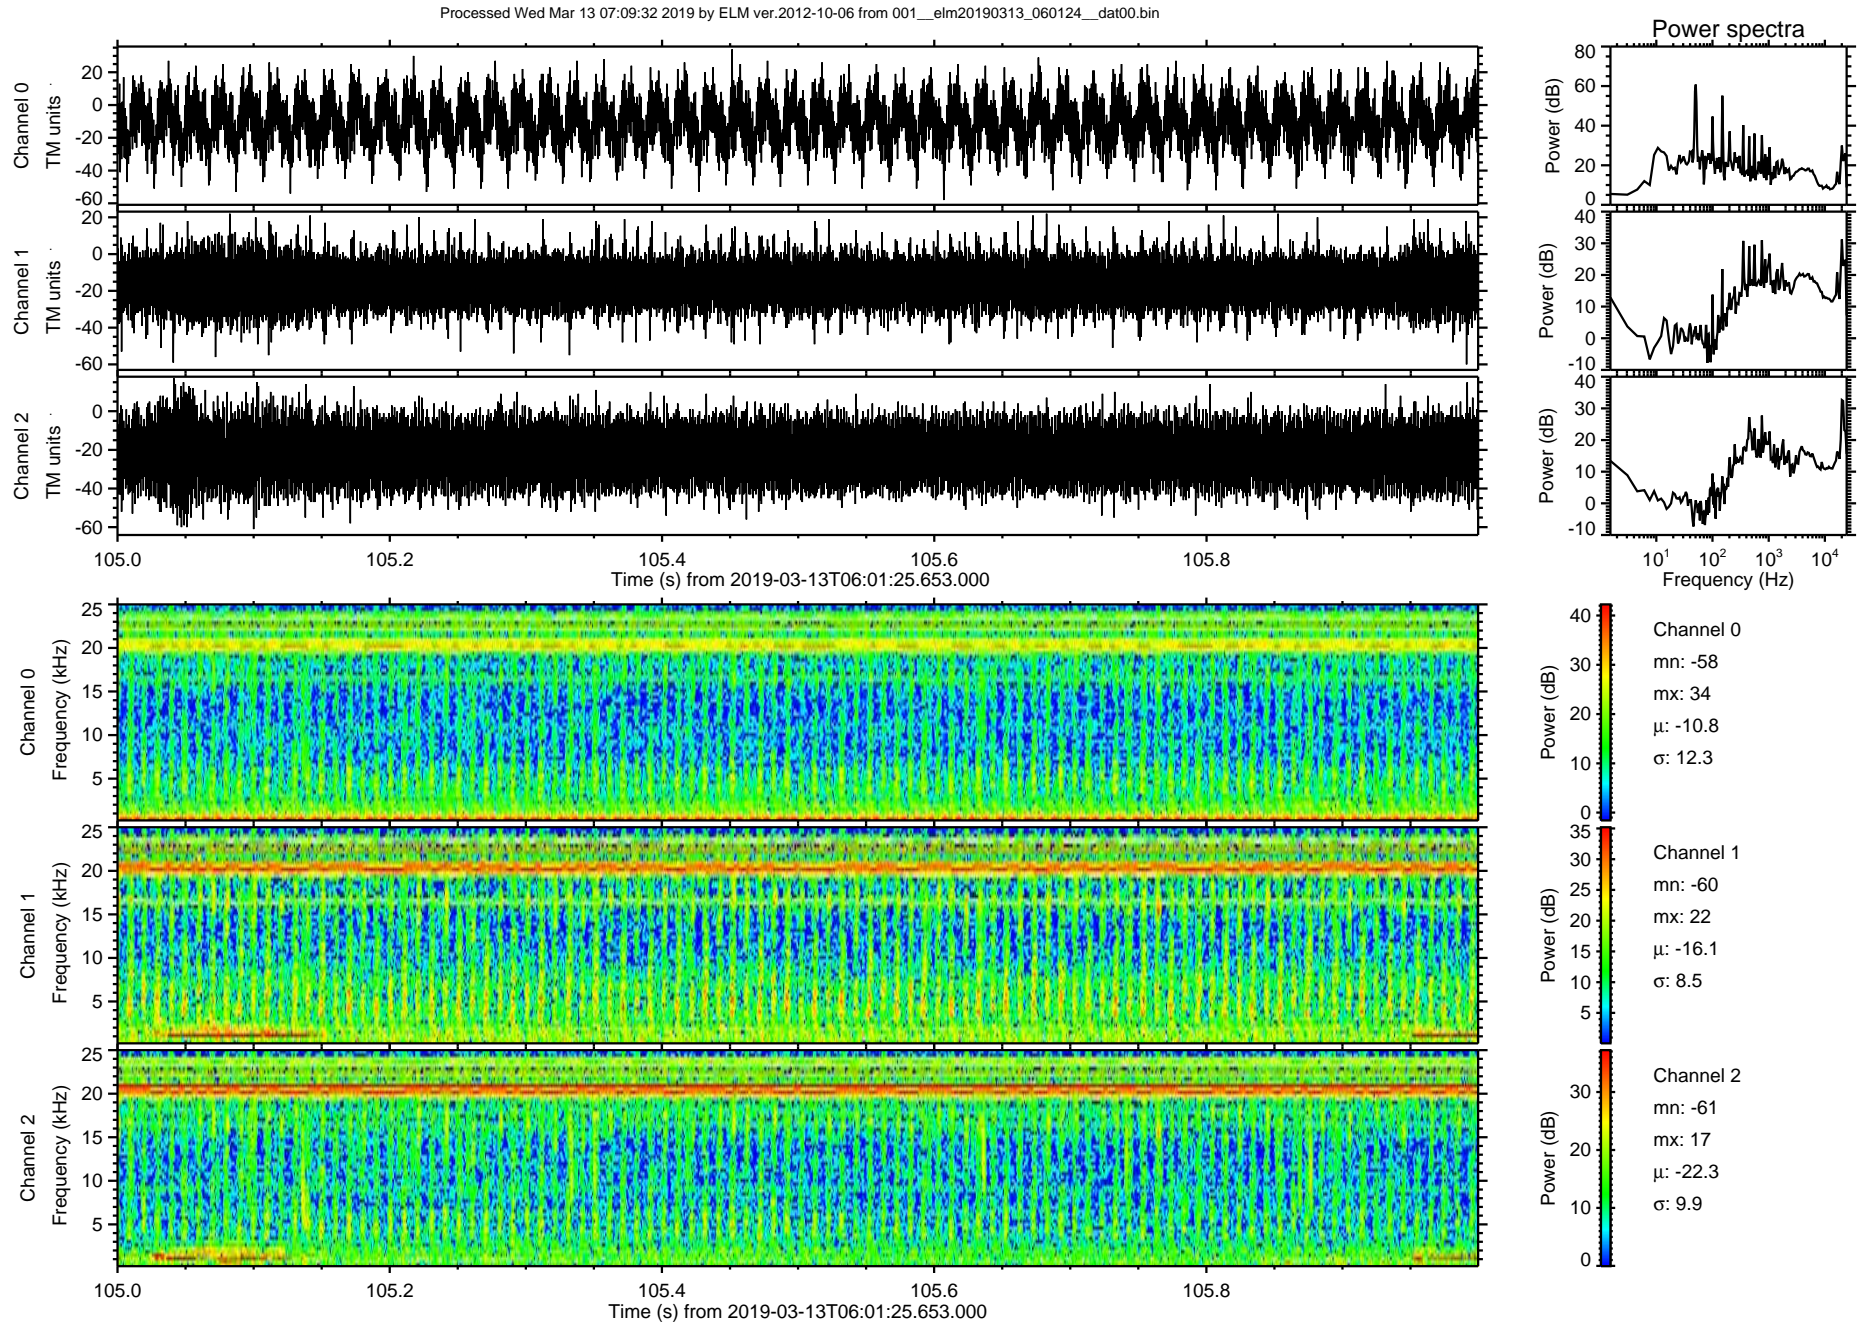 Processed Wed Mar 13 07:09:32 2019 by ELM ver.2012-10-06 from 001__elm20190313_060124__dat00.bin
Power spectra
Channel 0
TM units
20
0
-20
-40
-60
Power (dB)
80
60
40
20
0
Channel 1
TM units
20
0
-20
-40
-60
Power (dB)
40
30
20
10
0
-10
Channel 2
TM units
0
-20
-40
-60
Power (dB)
40
30
20
10
0
-10
105.0 105.2 105.4 105.6 105.8
Time (s) from 2019-03-13T06:01:25.653.000
10^1 10^2 10^3 10^4
Frequency (Hz)
Channel 0
Frequency (kHz)
25
20
15
10
5
Power (dB)
40
30
20
10
0
Channel 0
mn: -58
mx: 34
μ: -10.8
σ: 12.3
Channel 1
Frequency (kHz)
25
20
15
10
5
Power (dB)
35
30
25
20
15
10
5
Channel 1
mn: -60
mx: 22
μ: -16.1
σ: 8.5
Channel 2
Frequency (kHz)
25
20
15
10
5
Power (dB)
30
20
10
0
Channel 2
mn: -61
mx: 17
μ: -22.3
σ: 9.9
105.0 105.2 105.4 105.6 105.8
Time (s) from 2019-03-13T06:01:25.653.000